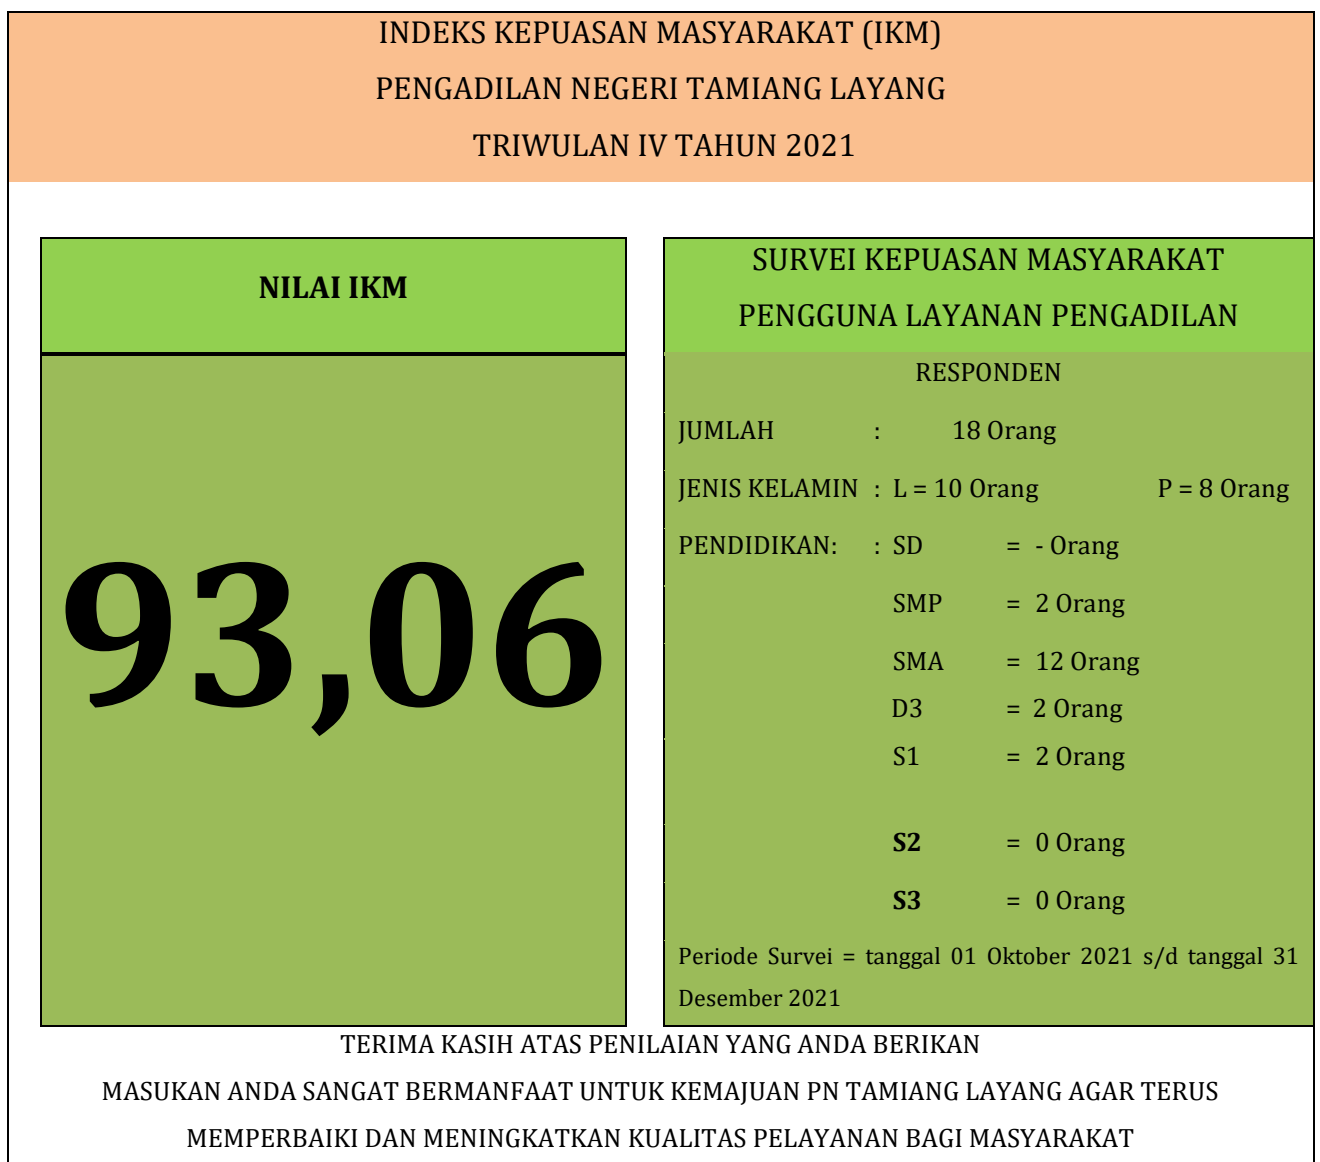 INDEKS KEPUASAN MASYARAKAT (IKM)
PENGADILAN NEGERI TAMIANG LAYANG
TRIWULAN IV TAHUN 2021
NILAI IKM
93,06
SURVEI KEPUASAN MASYARAKAT
PENGGUNA LAYANAN PENGADILAN
RESPONDEN
JUMLAH : 18 Orang
JENIS KELAMIN : L = 10 Orang P = 8 Orang
PENDIDIKAN: : SD = - Orang
SMP = 2 Orang
SMA = 12 Orang
D3 = 2 Orang
S1 = 2 Orang
S2 = 0 Orang
S3 = 0 Orang
Periode Survei = tanggal 01 Oktober 2021 s/d tanggal 31
Desember 2021
TERIMA KASIH ATAS PENILAIAN YANG ANDA BERIKAN
MASUKAN ANDA SANGAT BERMANFAAT UNTUK KEMAJUAN PN TAMIANG LAYANG AGAR TERUS
MEMPERBAIKI DAN MENINGKATKAN KUALITAS PELAYANAN BAGI MASYARAKAT